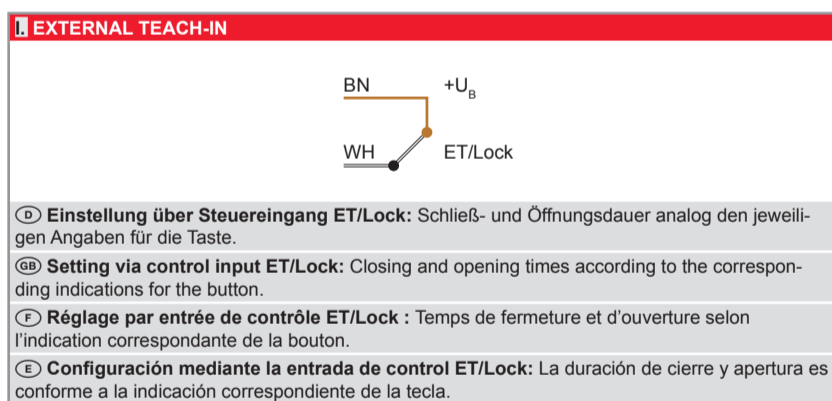 I. EXTERNAL TEACH-IN
BN +UB
WH ET/Lock
D Einstellung über Steuereingang ET/Lock: Schließ- und Öffnungsdauer analog den jeweili-
gen Angaben für die Taste.
GB Setting via control input ET/Lock: Closing and opening times according to the correspon-
ding indications for the button.
F Réglage par entrée de contrôle ET/Lock : Temps de fermeture et d’ouverture selon
l’indication correspondante de la bouton.
E Configuración mediante la entrada de control ET/Lock: La duración de cierre y apertura es
conforme a la indicación correspondiente de la tecla.